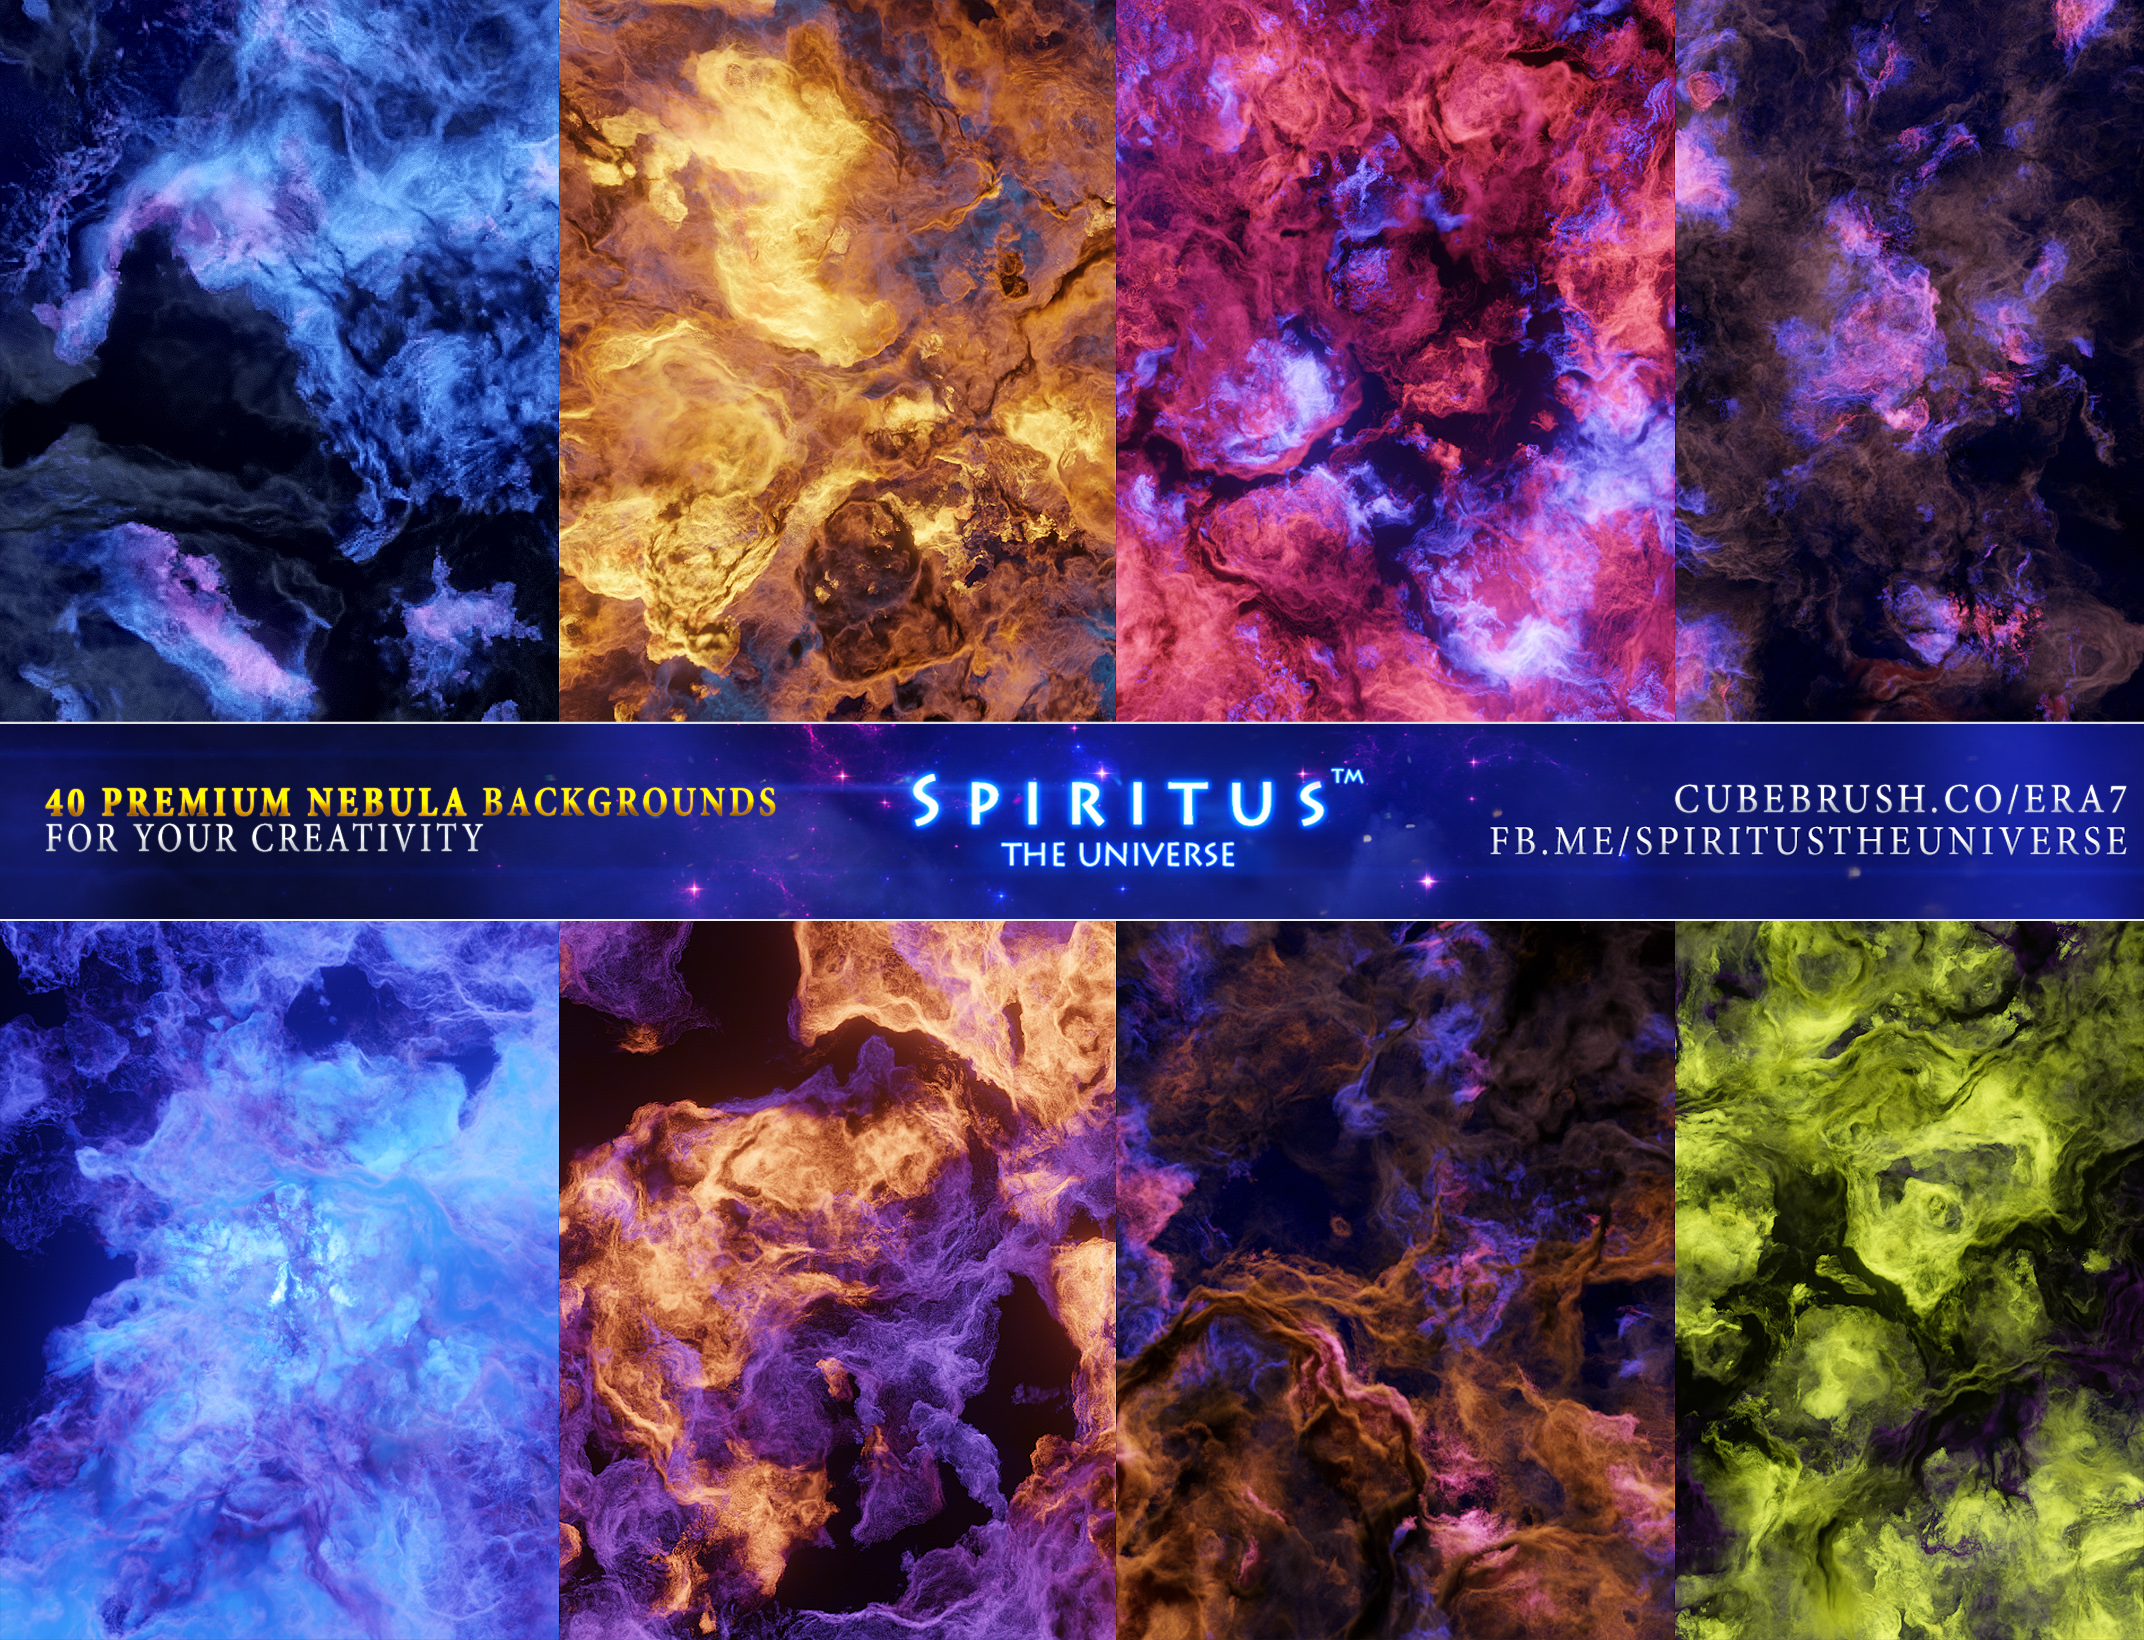 40 PREMIUM NEBULA BACKGROUNDS
FOR YOUR CREATIVITY
SPIRITUS™
THE UNIVERSE
CUBEBRUSH.CO/ERA7
FB.ME/SPIRITUSTHEUNIVERSE